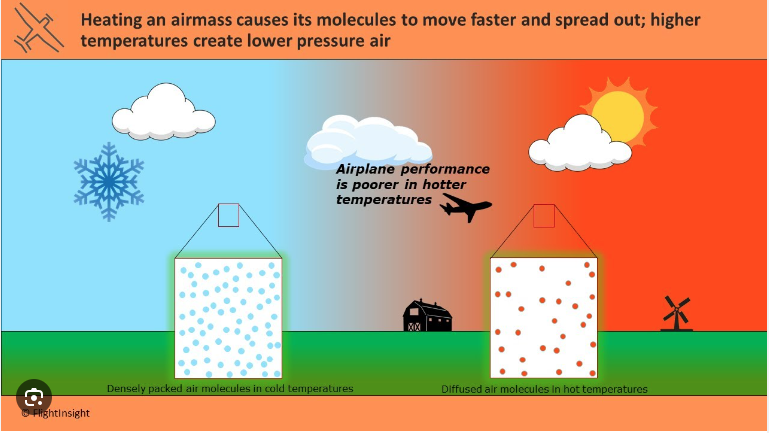 Heating an airmass causes its molecules to move faster and spread out; higher
temperatures create lower pressure air
Airplane performance
is poorer in hotter
temperatures
Densely packed air molecules in cold temperatures
Diffused air molecules in hot temperatures
© FlightInsight